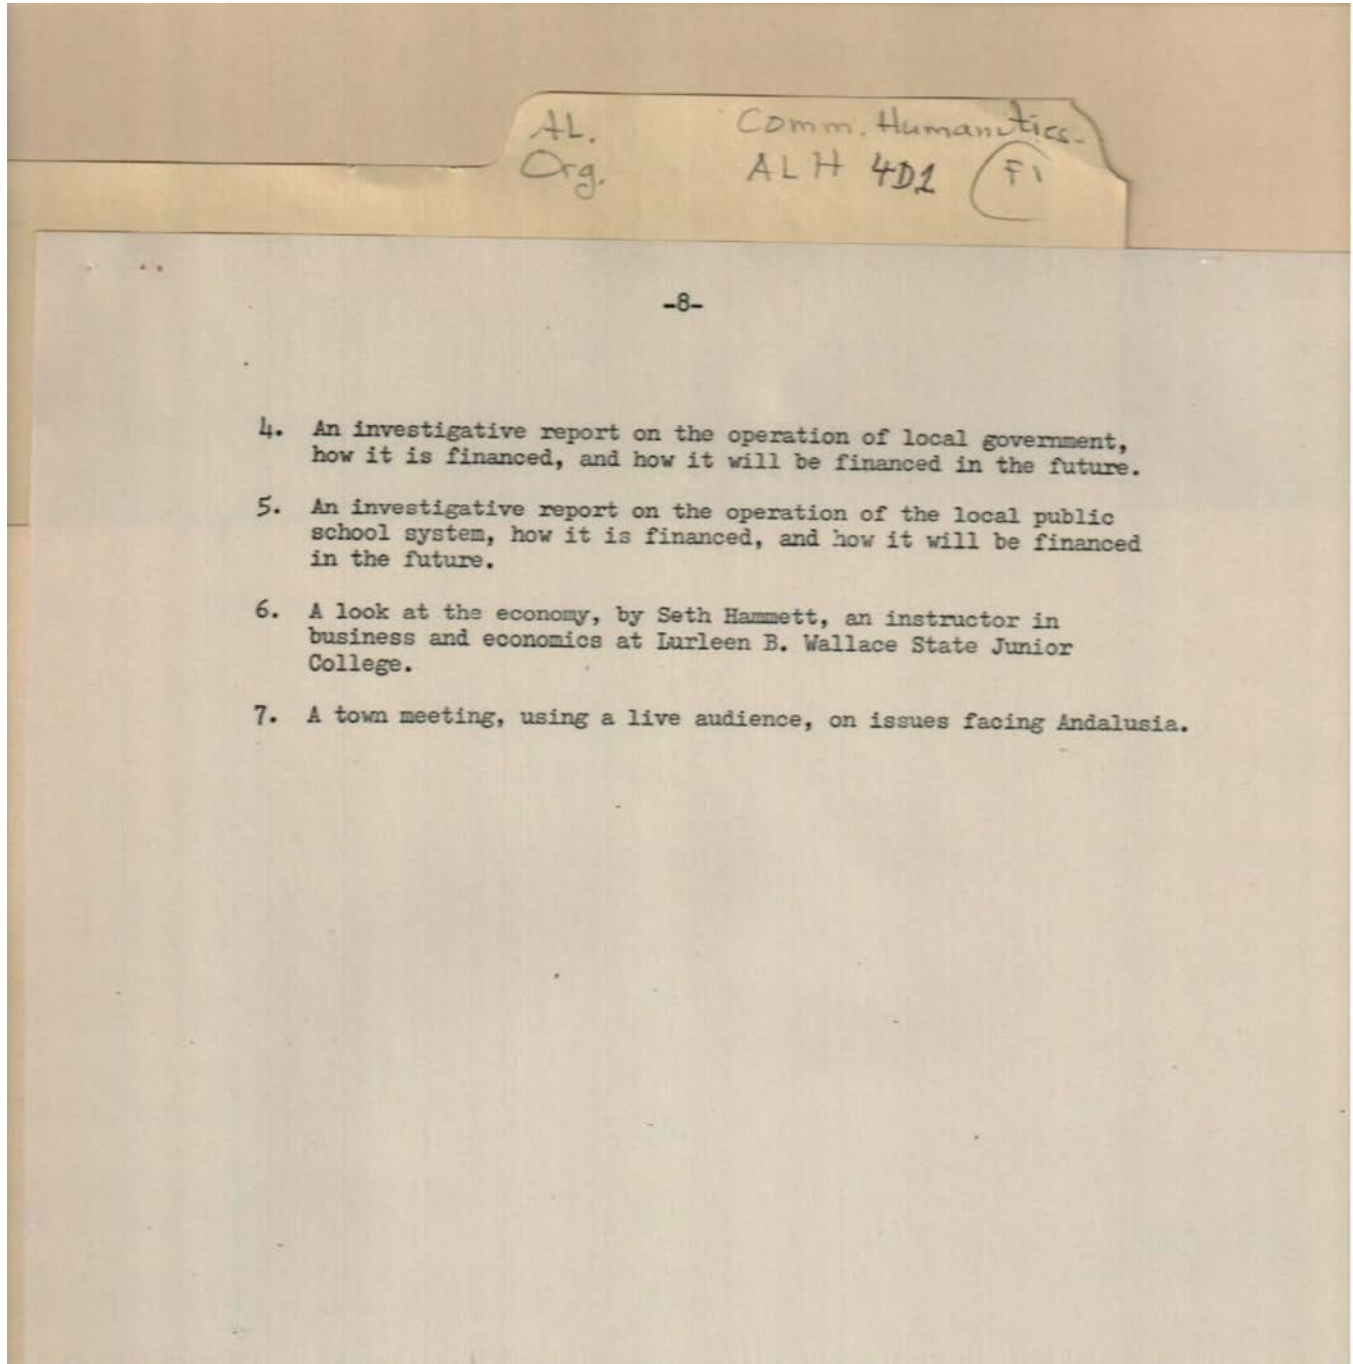 AL. Comm. Humanities.
Org. ALH 4D1 F1
-8-
4. An investigative report on the operation of local government,
how it is financed, and how it will be financed in the future.
5. An investigative report on the operation of the local public
school system, how it is financed, and how it will be financed
in the future.
6. A look at the economy, by Seth Hammett, an instructor in
business and economics at Lurleen B. Wallace State Junior
College.
7. A town meeting, using a live audience, on issues facing Andalusia.